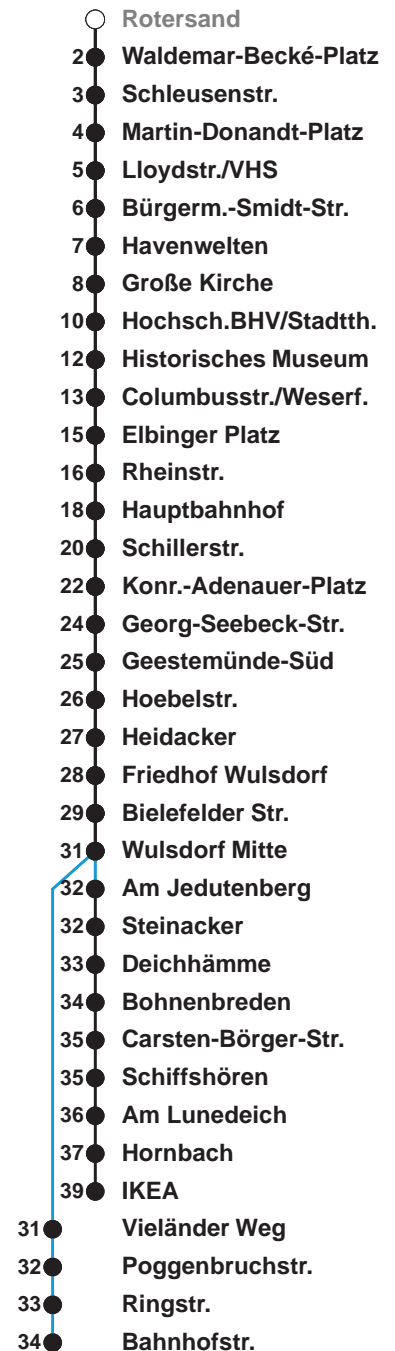 Rotersand
2 Waldemar-Becké-Platz
3 Schleusenstr.
4 Martin-Donandt-Platz
5 Lloydstr./VHS
6 Bürgerm.-Smidt-Str.
7 Havenwelten
8 Große Kirche
10 Hochsch.BHV/Stadtth.
12 Historisches Museum
13 Columbusstr./Weserf.
15 Elbinger Platz
16 Rheinstr.
18 Hauptbahnhof
20 Schillerstr.
22 Konr.-Adenauer-Platz
24 Georg-Seebeck-Str.
25 Geestemünde-Süd
26 Hoebelstr.
27 Heidacker
28 Friedhof Wulsdorf
29 Bielefelder Str.
31 Wulsdorf Mitte
32 Am Jedutenberg
32 Steinacker
33 Deichhämme
34 Bohnenbreden
35 Carsten-Börger-Str.
35 Schiffshören
36 Am Lunedeich
37 Hornbach
39 IKEA
31 Vieländer Weg
32 Poggenbruchstr.
33 Ringstr.
34 Bahnhofstr.